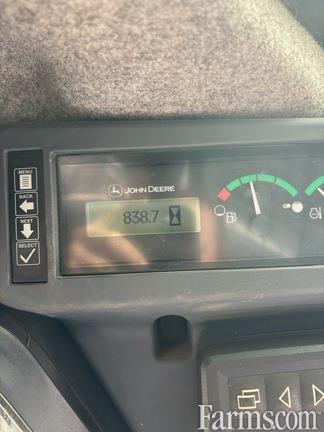 MENU
BACK
NEXT
SELECT
JOHN DEERE
838.7
Farms.com